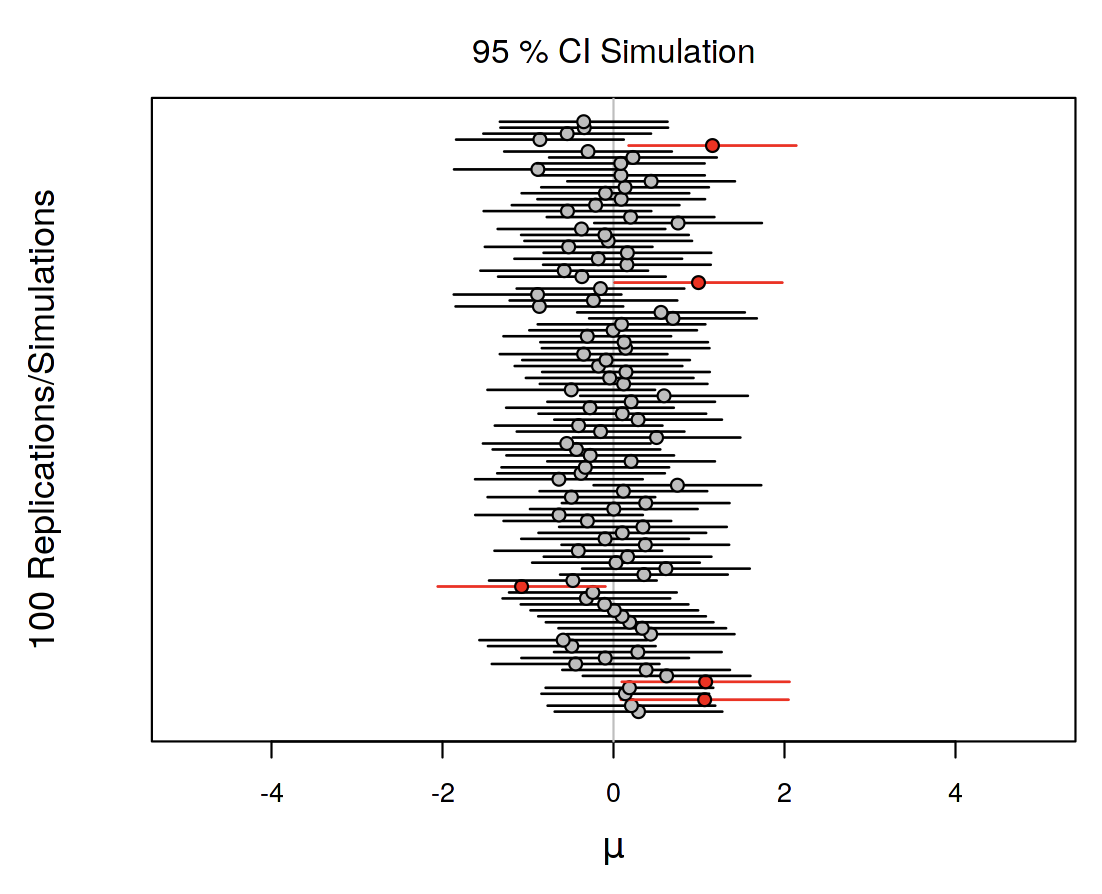 95 % CI Simulation
100 Replications/Simulations
-4 -2 0 2 4
μ